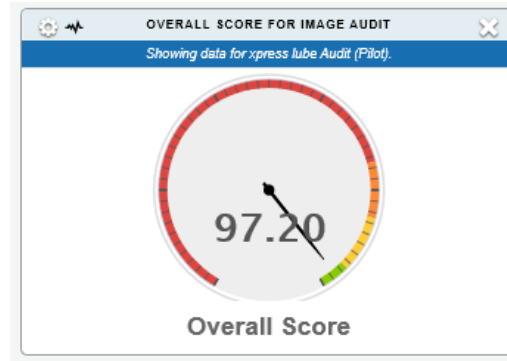 OVERALL SCORE FOR IMAGE AUDIT
Showing data for xpress lube Audit (Pilot).
97.20
Overall Score